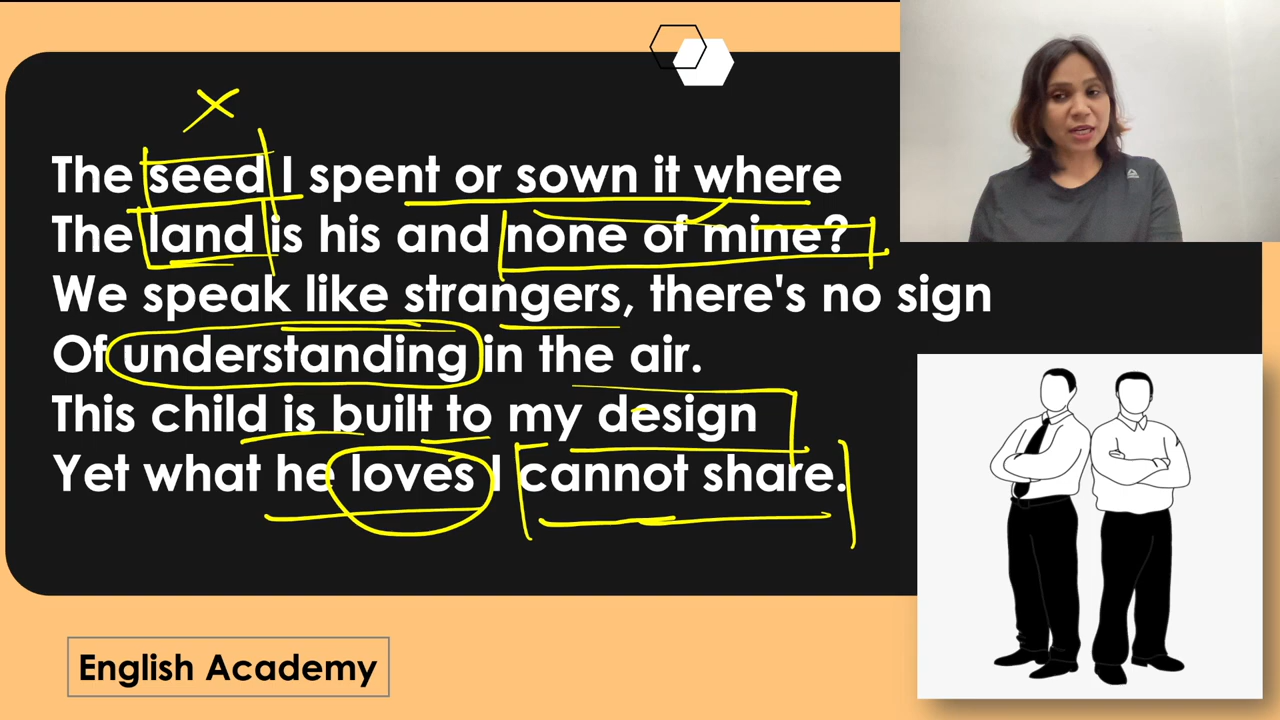 The seed I spent or sown it where
The land is his and none of mine?
We speak like strangers, there's no sign
Of understanding in the air.
This child is built to my design
Yet what he loves I cannot share.
English Academy